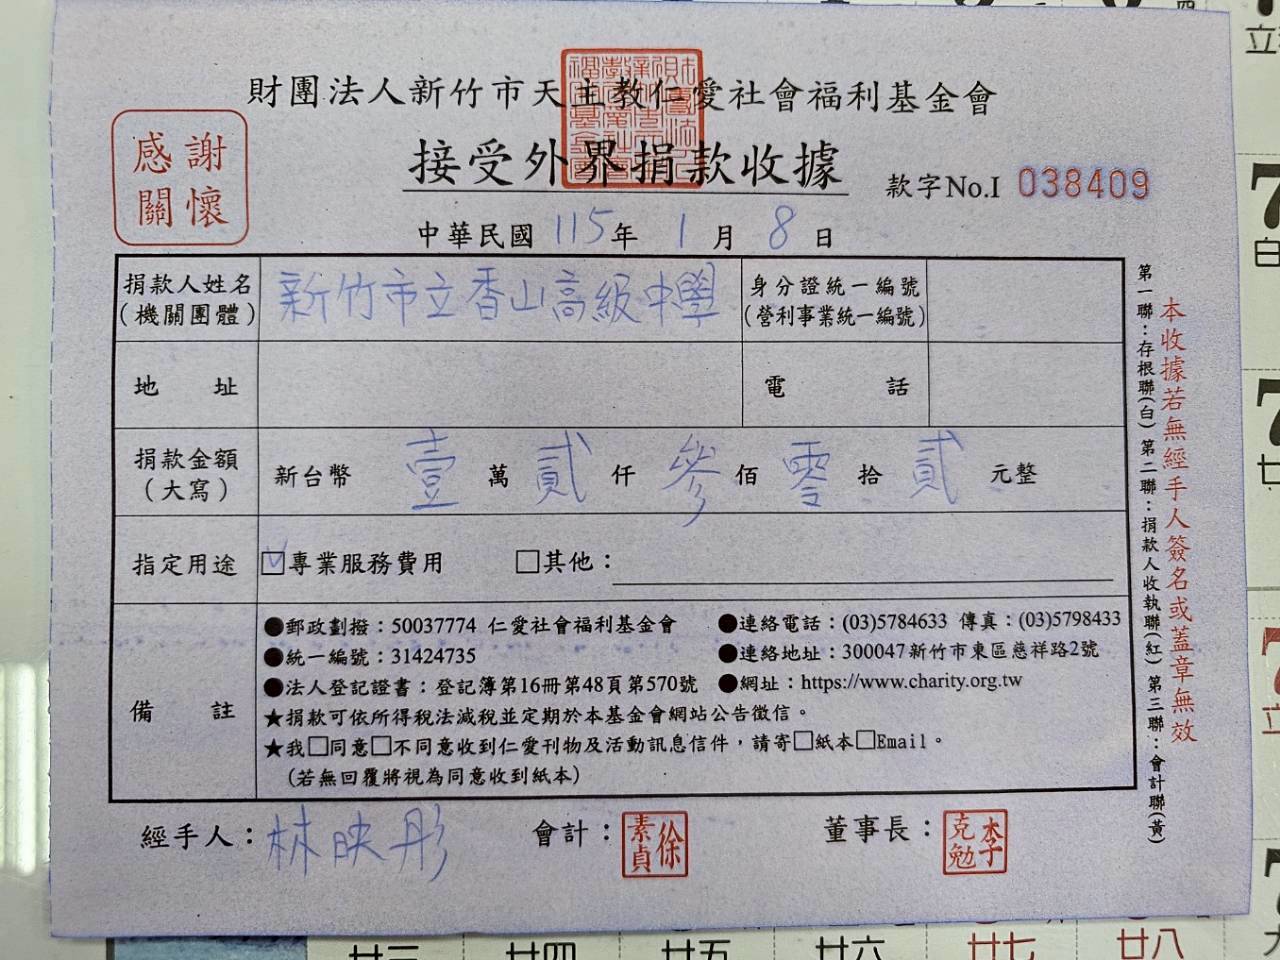 財團法人新竹市天主教仁愛社會福利基金會
接受外界捐款收據
感謝
關懷
款字No.I 038409
中華民國 115年 1月 8日
捐款人姓名
(機關團體)
新竹市立香山高級中學
身分證統一編號
(營利事業統一編號)
地 址
電 話
捐款金額
(大寫)
新台幣 壹 萬 貳 仟 參 佰 零 拾 貳 元整
指定用途
☑專業服務費用 □其他：
備 註
●郵政劃撥：50037774 仁愛社會福利基金會
●連絡電話：(03)5784633 傳真：(03)5798433
●統一編號：31424735
●連絡地址：300047新竹市東區慈祥路2號
●法人登記證書：登記簿第16冊第48頁第570號
●網址：https://www.charity.org.tw
★捐款可依所得稅法減稅並定期於本基金會網站公告徵信。
★我□同意□不同意收到仁愛刊物及活動訊息信件，請寄□紙本□Email。
(若無回覆將視為同意收到紙本)
經手人：林映彤
會計：徐素貞
董事長：李克勉
第一聯：存根聯(白) 第二聯：捐款人收執聯(紅) 第三聯：會計聯(黃)
本收據若無經手人簽名或蓋章無效
廿三 廿四 廿五 廿六 廿七 廿八